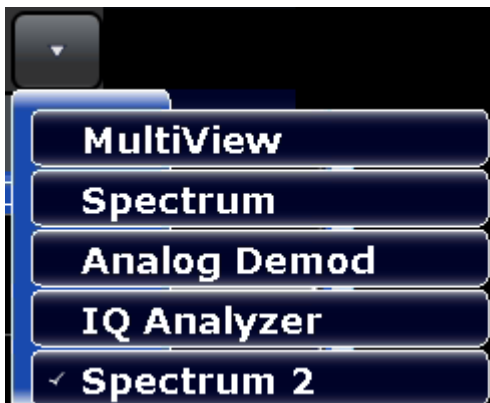 MultiView
Spectrum
Analog Demod
IQ Analyzer
Spectrum 2